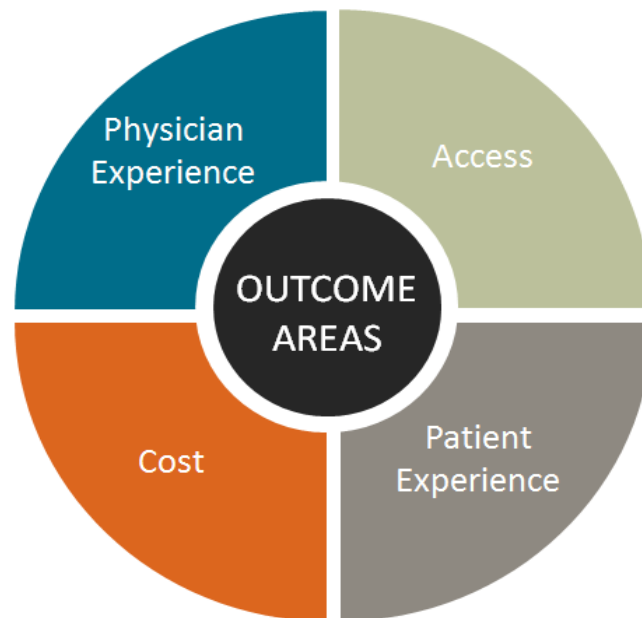 Physician
Experience
Access
OUTCOME
AREAS
Cost
Patient
Experience